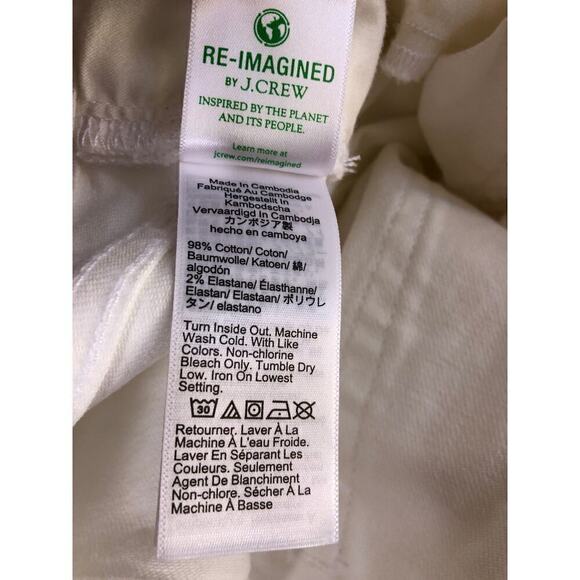 RE-IMAGINED
BY J.CREW
INSPIRED BY THE PLANET
AND ITS PEOPLE.
Learn more at
jcrew.com/reimagined
Made In Cambodia
Fabriqué Au Cambodge
Hergestellt In
Kambodscha
Vervaardigd In Cambodja
カンボジア製
hecho en camboya
98% Cotton/ Coton/
Baumwolle/ Katoen/ 綿/
algodón
2% Elastane/ Élasthanne/
Elastan/ Elastaan/ ポリウレ
タン/ elastano
Turn Inside Out. Machine
Wash Cold. With Like
Colors. Non-chlorine
Bleach Only. Tumble Dry
Low. Iron On Lowest
Setting.
30
Retourner. Laver À La
Machine À L'eau Froide.
Laver En Séparant Les
Couleurs. Seulement
Agent De Blanchiment
Non-chlore. Sécher À La
Machine À Basse